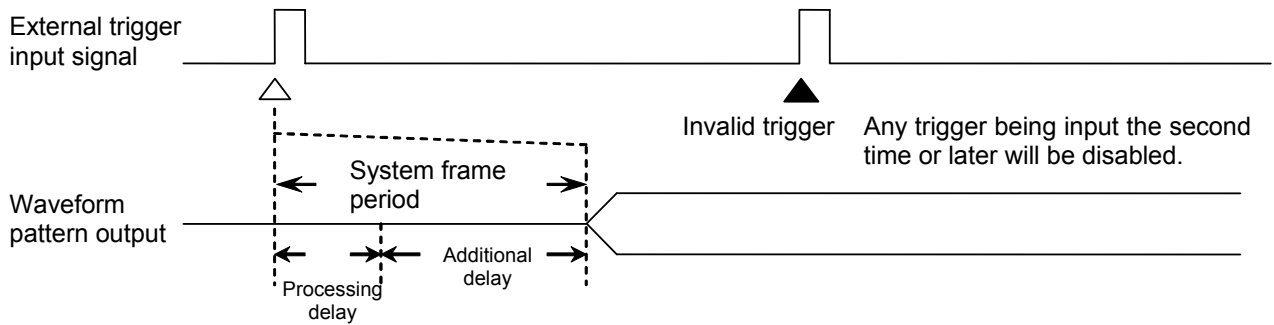 External trigger
input signal
Invalid trigger
Any trigger being input the second
time or later will be disabled.
System frame
period
Waveform
pattern output
Additional
delay
Processing
delay